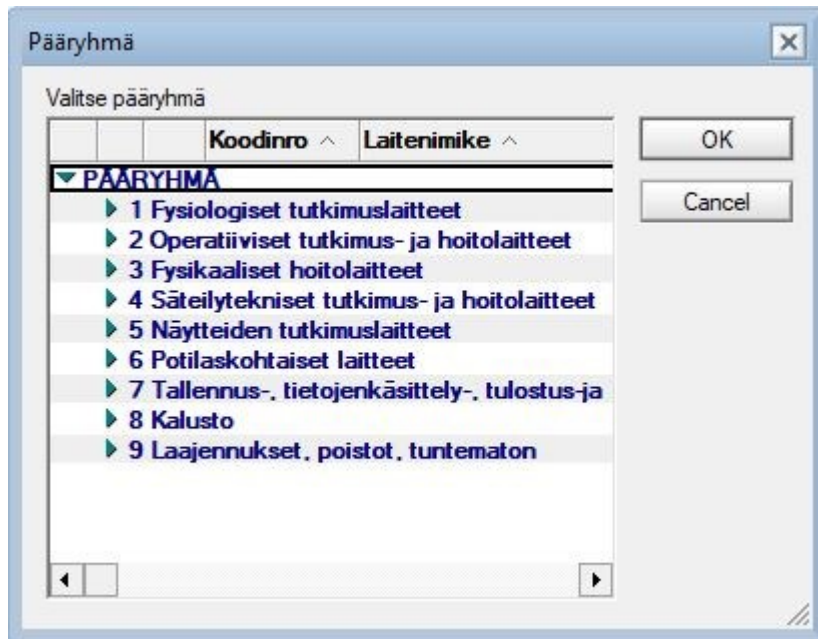 Pääryhmä
Valitse pääryhmä
Koodinro Laitenimike
OK
PÄÄRYHMÄ
Cancel
1 Fysiologiset tutkimuslaitteet
2 Operatiiviset tutkimus- ja hoitolaitteet
3 Fysikaaliset hoitolaitteet
4 Säteilytekniset tutkimus- ja hoitolaitteet
5 Näytteiden tutkimuslaitteet
6 Potilaskohtaiset laitteet
7 Tallennus-, tietojenkäsittely-, tulostus-ja
8 Kalusto
9 Laajennukset, poistot, tuntematon